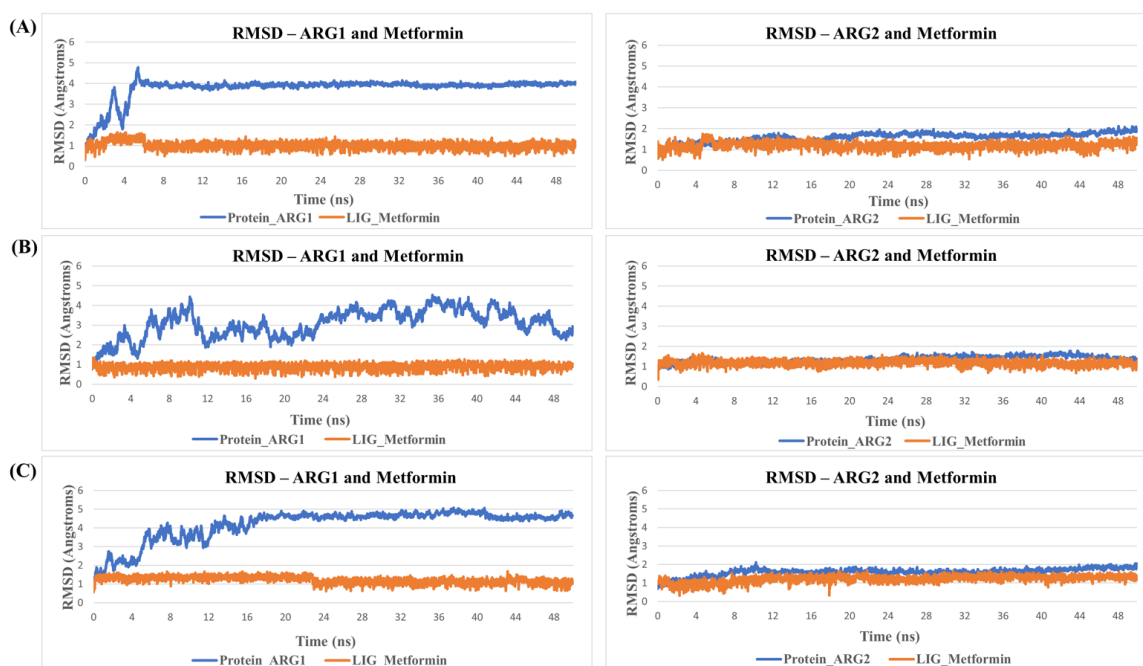 (A)
RMSD – ARG1 and Metformin
RMSD (Angstroms)
6
5
4
3
2
1
0
0 4 8 12 16 20 24 28 32 36 40 44 48
Time (ns)
Protein_ARG1 LIG_Metformin
RMSD – ARG2 and Metformin
RMSD (Angstroms)
6
5
4
3
2
1
0
0 4 8 12 16 20 24 28 32 36 40 44 48
Time (ns)
Protein_ARG2 LIG_Metformin
(B)
RMSD – ARG1 and Metformin
RMSD (Angstroms)
6
5
4
3
2
1
0
0 4 8 12 16 20 24 28 32 36 40 44 48
Time (ns)
Protein_ARG1 LIG_Metformin
RMSD – ARG2 and Metformin
RMSD (Angstroms)
6
5
4
3
2
1
0
0 4 8 12 16 20 24 28 32 36 40 44 48
Time (ns)
Protein_ARG2 LIG_Metformin
(C)
RMSD – ARG1 and Metformin
RMSD (Angstroms)
6
5
4
3
2
1
0
0 4 8 12 16 20 24 28 32 36 40 44 48
Time (ns)
Protein_ARG1 LIG_Metformin
RMSD – ARG2 and Metformin
RMSD (Angstroms)
6
5
4
3
2
1
0
0 4 8 12 16 20 24 28 32 36 40 44 48
Time (ns)
Protein_ARG2 LIG_Metformin